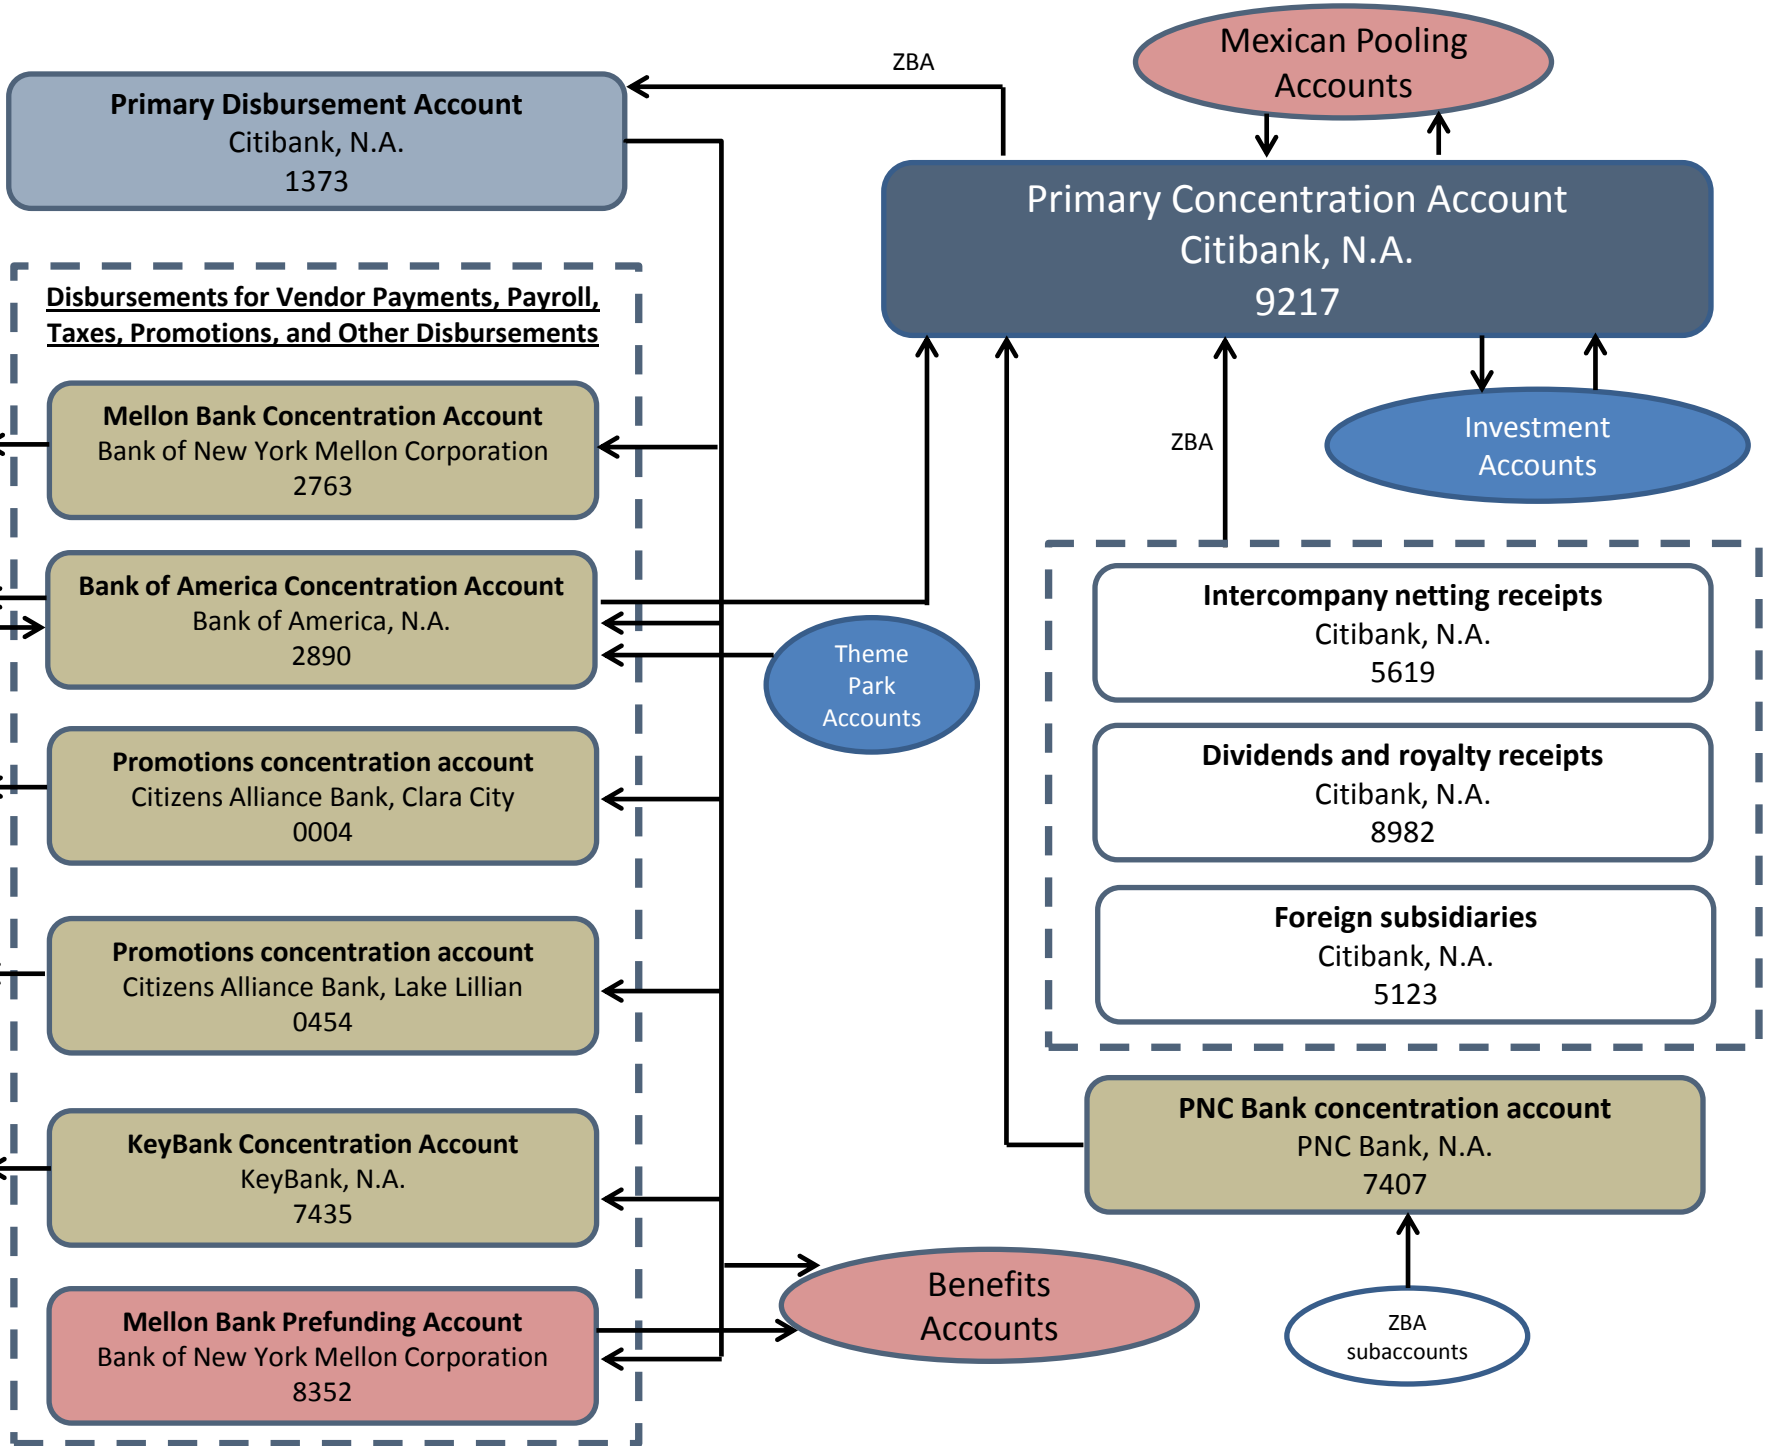 ZBA
Mexican Pooling
Accounts
Primary Disbursement Account
Citibank, N.A.
1373
Primary Concentration Account
Citibank, N.A.
9217
Disbursements for Vendor Payments, Payroll,
Taxes, Promotions, and Other Disbursements
Mellon Bank Concentration Account
Bank of New York Mellon Corporation
2763
ZBA
Investment
Accounts
Bank of America Concentration Account
Bank of America, N.A.
2890
Theme
Park
Accounts
Intercompany netting receipts
Citibank, N.A.
5619
Promotions concentration account
Citizens Alliance Bank, Clara City
0004
Dividends and royalty receipts
Citibank, N.A.
8982
Promotions concentration account
Citizens Alliance Bank, Lake Lillian
0454
Foreign subsidiaries
Citibank, N.A.
5123
KeyBank Concentration Account
KeyBank, N.A.
7435
PNC Bank concentration account
PNC Bank, N.A.
7407
Mellon Bank Prefunding Account
Bank of New York Mellon Corporation
8352
Benefits
Accounts
ZBA
subaccounts